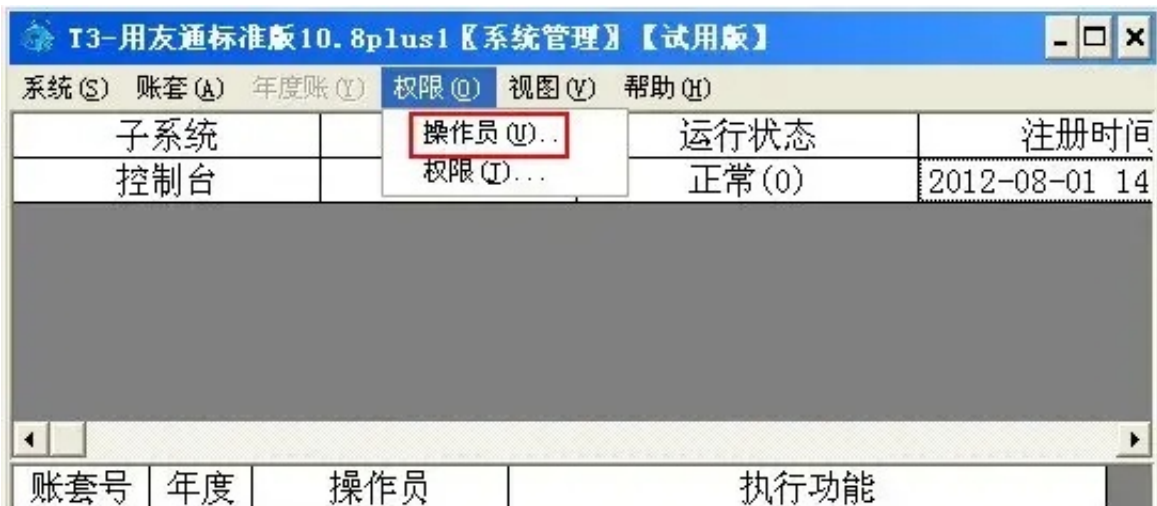 T3-用友通标准版10.8plus1〖系统管理〗【试用版】
系统(S) 账套(A) 年度账(Y) 权限(O) 视图(V) 帮助(H)
子系统 操作员(U).. 运行状态 注册时间
控制台 权限(T)... 正常(0) 2012-08-01 14
账套号 年度 操作员 执行功能